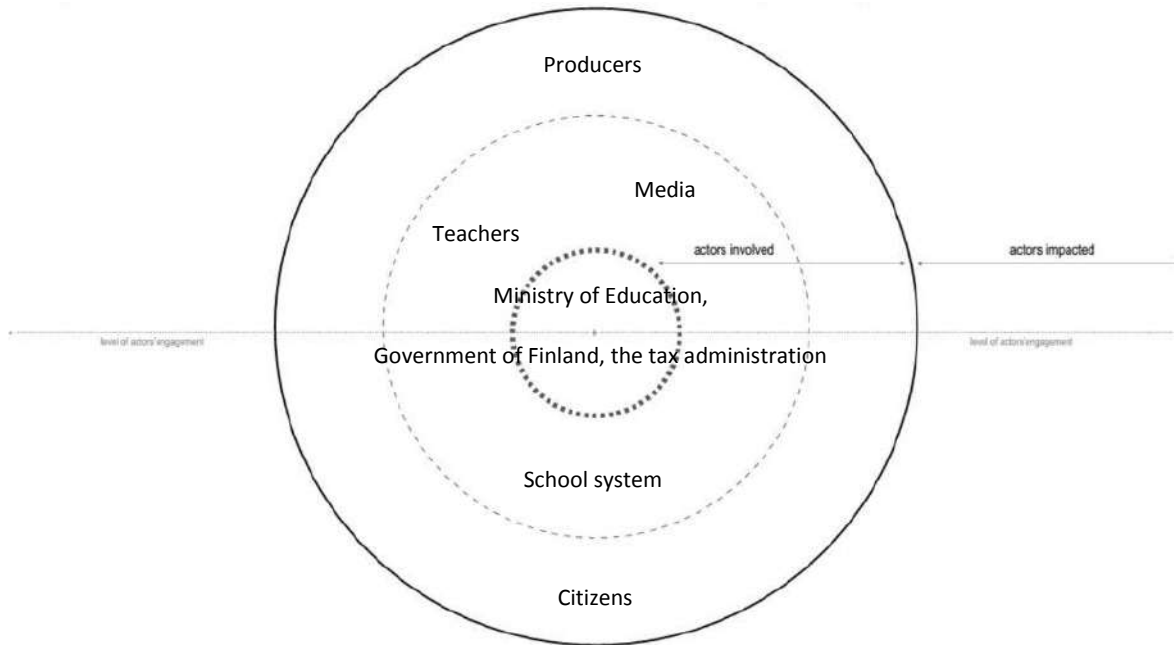 Producers
Media
Teachers
actors involved
actors impacted
Ministry of Education,
level of actors' engagement
level of actors'engagement
Government of Finland, the tax administration
School system
Citizens